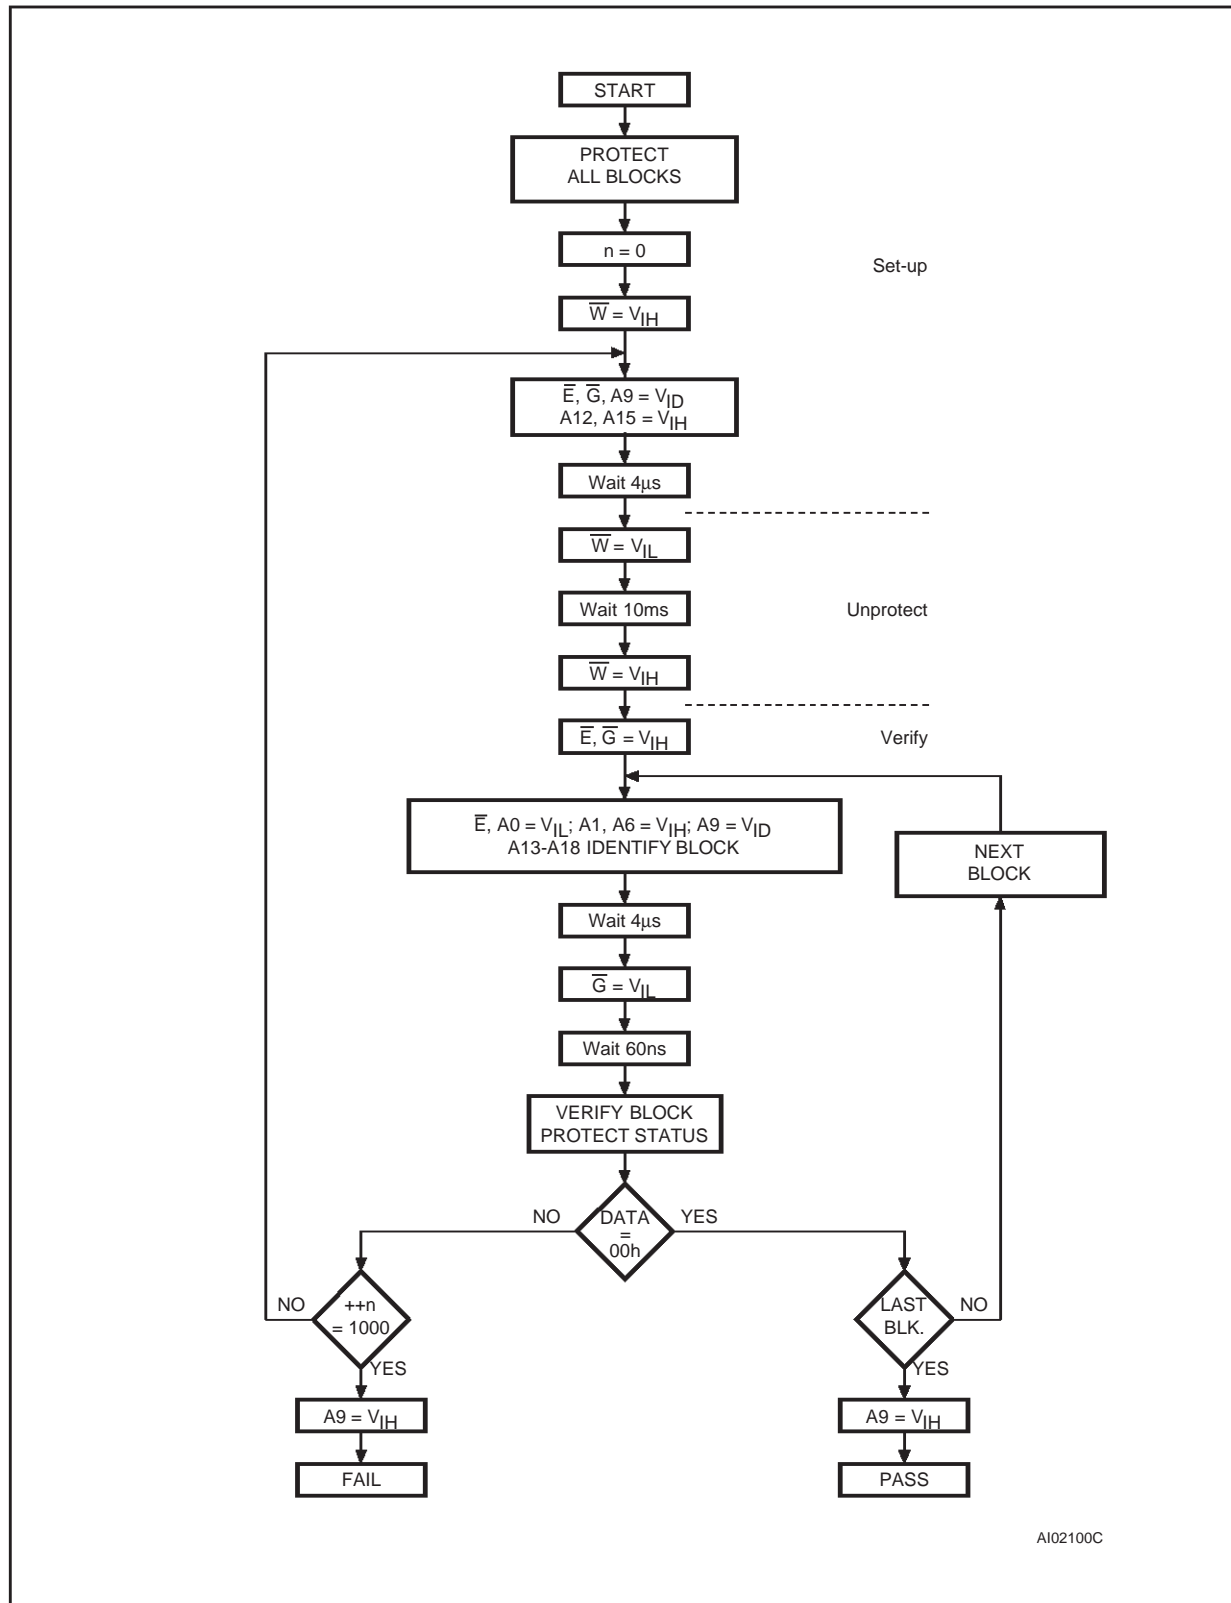 START
PROTECT
ALL BLOCKS
n = 0
Set-up
W̅ = VIH
E̅, G̅, A9 = VID
A12, A15 = VIH
Wait 4µs
W̅ = VIL
Wait 10ms
Unprotect
W̅ = VIH
E̅, G̅ = VIH
Verify
E̅, A0 = VIL; A1, A6 = VIH; A9 = VID
A13-A18 IDENTIFY BLOCK
NEXT
BLOCK
Wait 4µs
G̅ = VIL
Wait 60ns
VERIFY BLOCK
PROTECT STATUS
NO
DATA
=
00h
YES
NO
++n
= 1000
YES
LAST
BLK.
NO
YES
A9 = VIH
A9 = VIH
FAIL
PASS
AI02100C